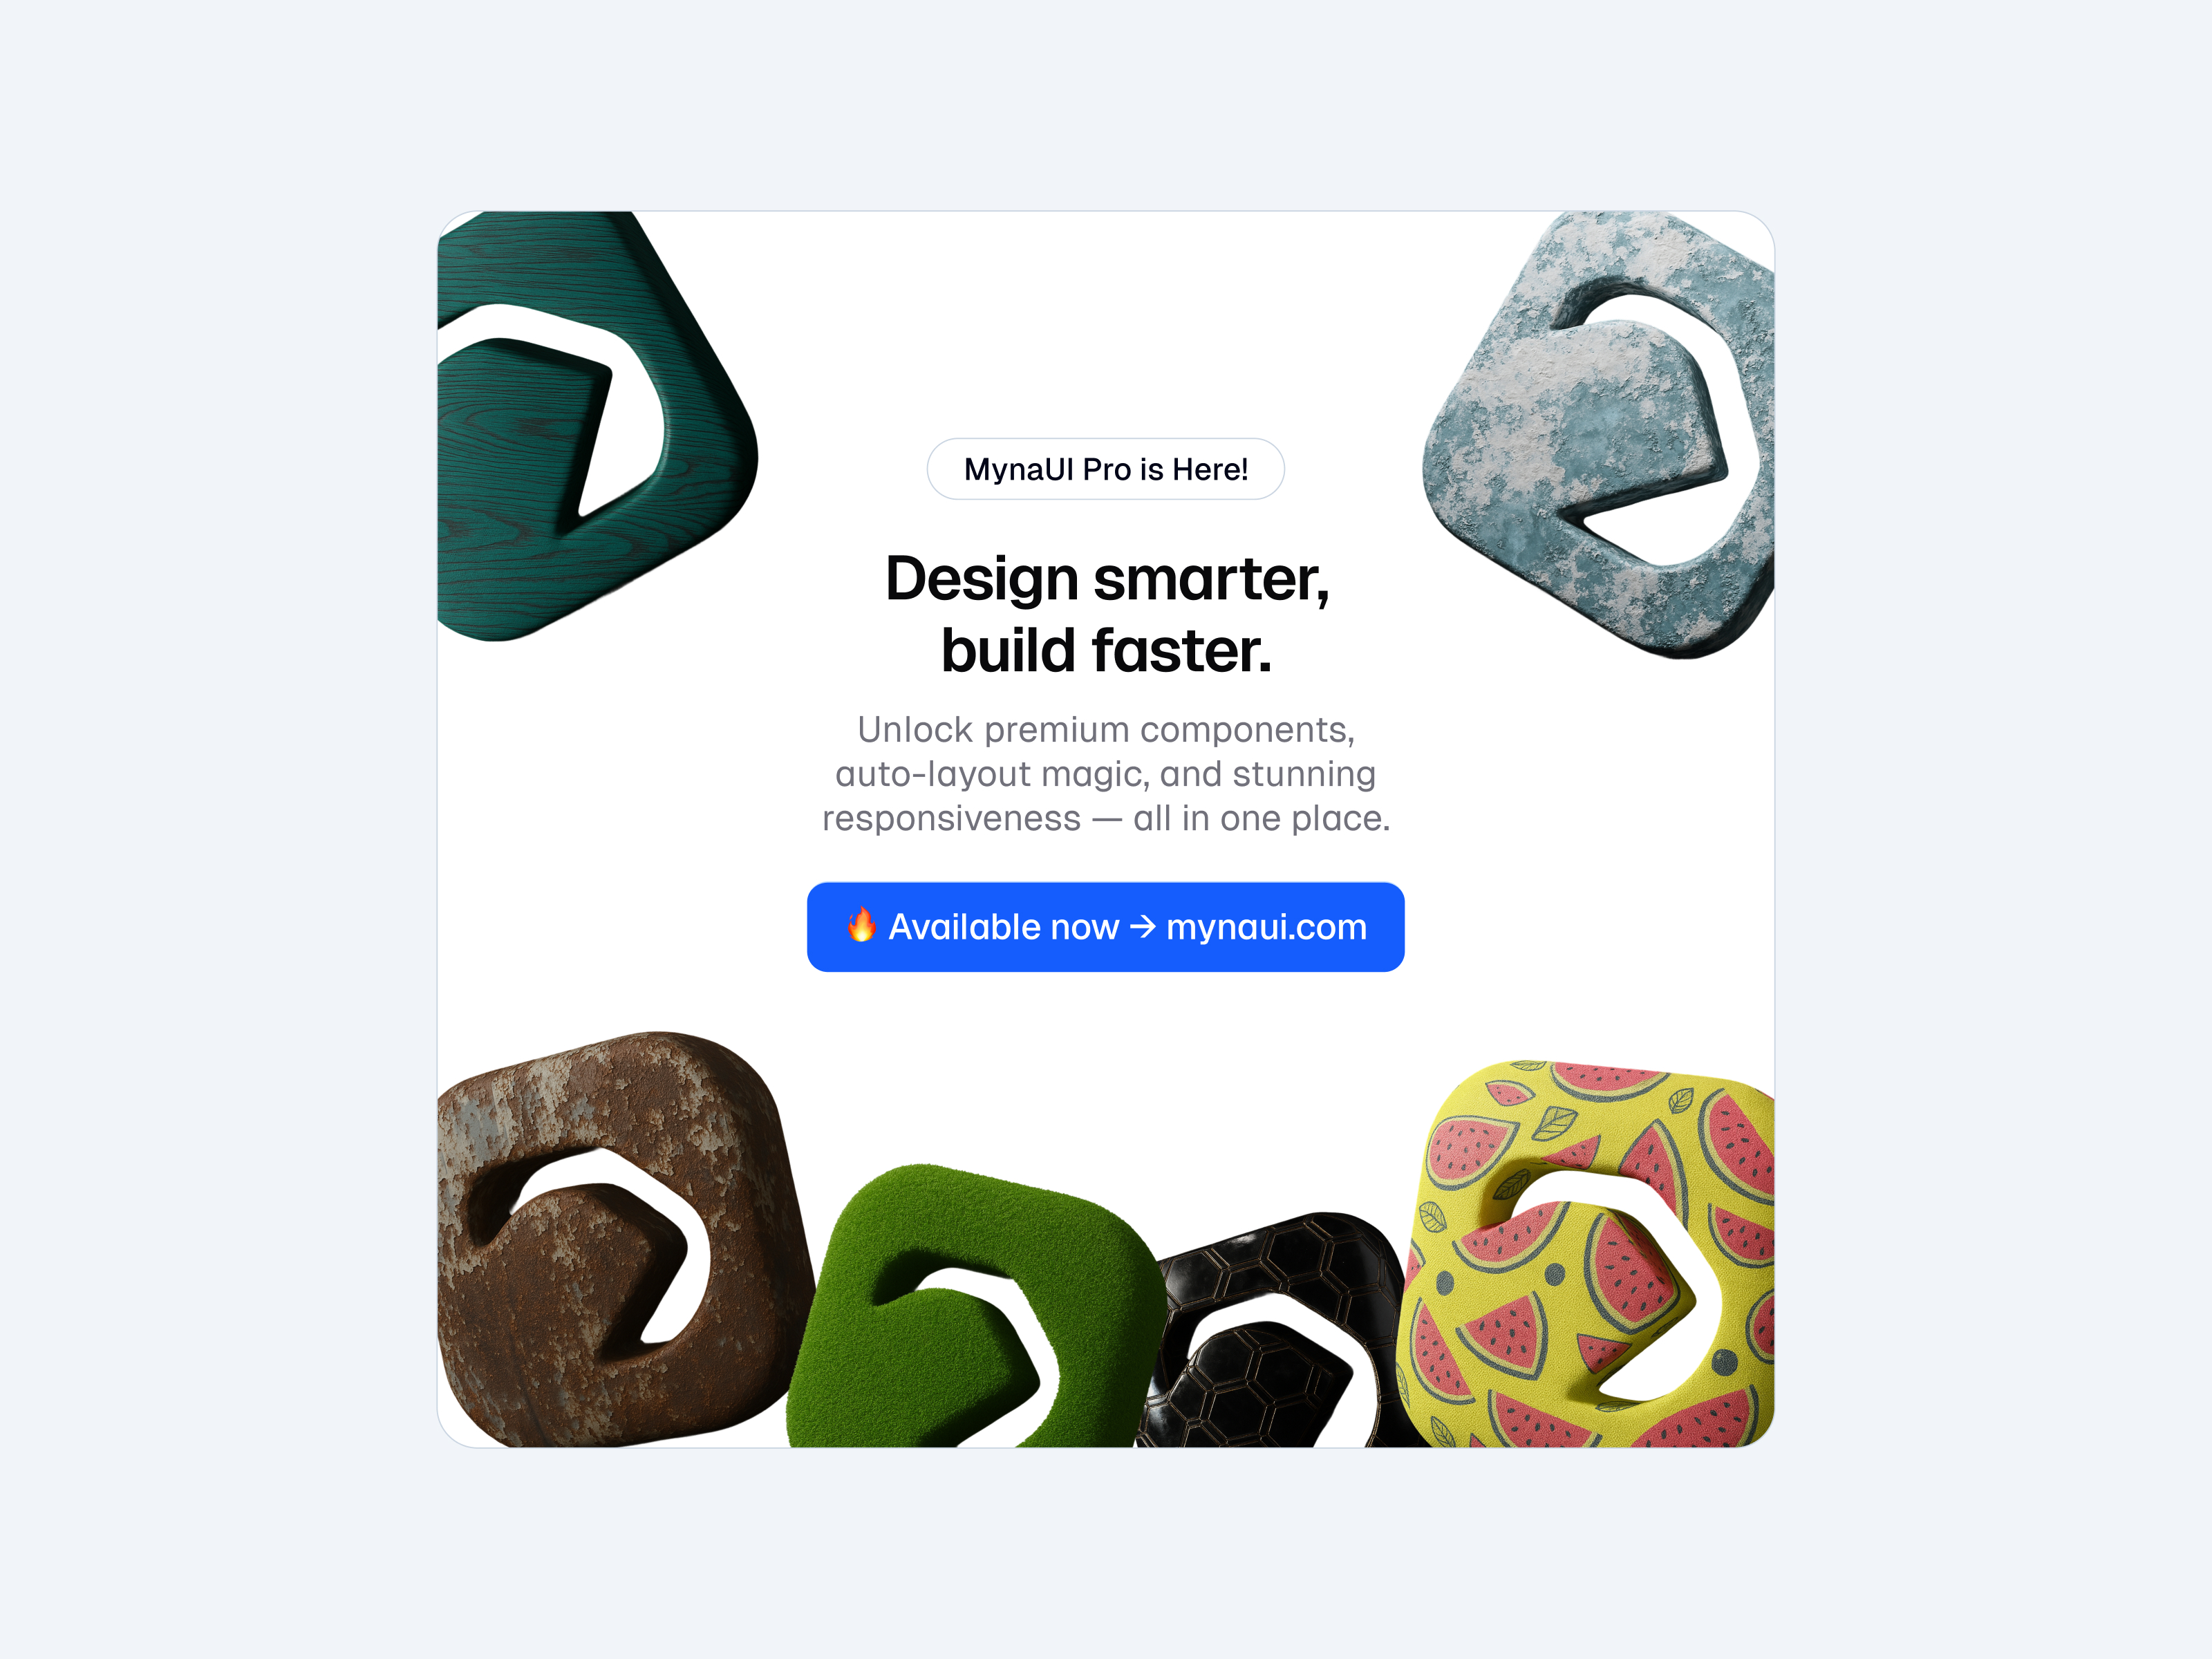 MynaUI Pro is Here!
Design smarter,
build faster.
Unlock premium components,
auto-layout magic, and stunning
responsiveness — all in one place.
🔥 Available now → mynaui.com